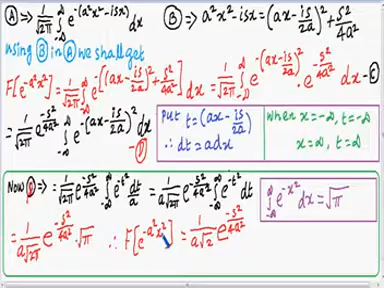 Ⓐ ⇒ 1/√2π ∫_{-∞}^{∞} e^{-(a²x²-isx)} dx
Ⓑ ⇒ a²x²-isx = (ax - is/2a)² + s²/4a²
using Ⓑ in Ⓐ we shall get
F[e^{-a²x²}] = 1/√2π ∫_{-∞}^{∞} e^{-[(ax - is/2a)² + s²/4a²]} dx = 1/√2π ∫_{-∞}^{∞} e^{-(ax - is/2a)²} . e^{-s²/4a²} dx - Ⓒ
= 1/√2π e^{-s²/4a²} ∫_{-∞}^{∞} e^{-(ax - is/2a)²} dx - Ⓓ
Put t = (ax - is/2a)
∴ dt = adx
When x = -∞, t = -∞
x = ∞, t = ∞
Now Ⓓ ⇒ = 1/√2π e^{-s²/4a²} ∫_{-∞}^{∞} e^{-t²} dt/a = 1/a√2π e^{-s²/4a²} ∫_{-∞}^{∞} e^{-t²} dt
∫_{-∞}^{∞} e^{-x²} dx = √π
= 1/a√2π e^{-s²/4a²} . √π ∴ F[e^{-a²x²}] = 1/a√2 e^{-s²/4a²}